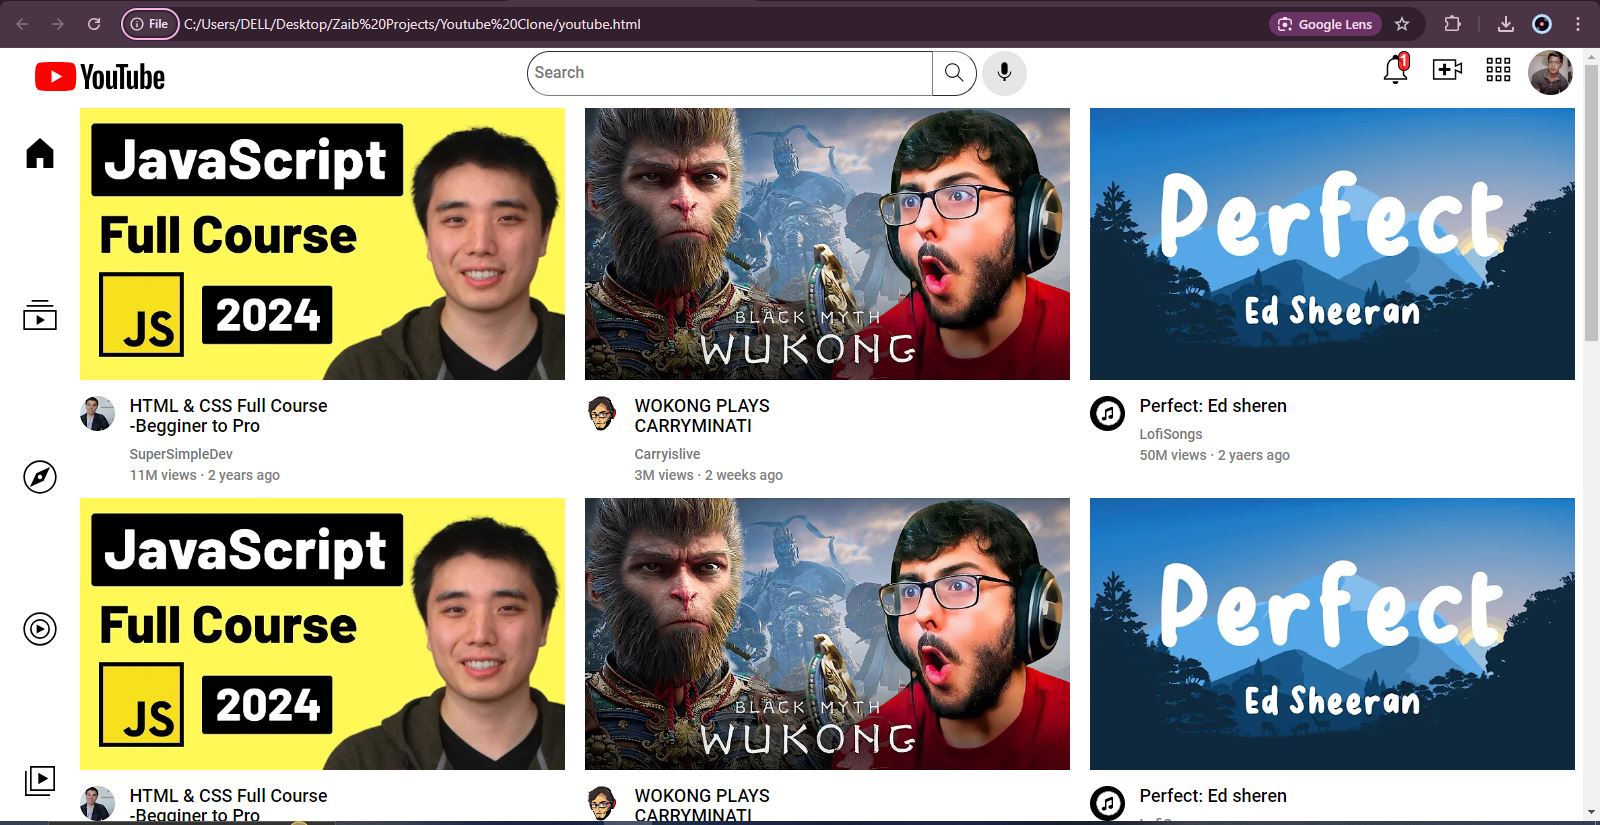 File C:/Users/DELL/Desktop/Zaib%20Projects/Youtube%20Clone/youtube.html Google Lens
YouTube Search 1
JavaScript
Full Course
JS 2024
BLACK MYTH
WUKONG
Perfect
Ed Sheeran
HTML & CSS Full Course
-Begginer to Pro
SuperSimpleDev
11M views · 2 years ago
WOKONG PLAYS
CARRYMINATI
Carryislive
3M views · 2 weeks ago
Perfect: Ed sheren
LofiSongs
50M views · 2 yaers ago
JavaScript
Full Course
JS 2024
BLACK MYTH
WUKONG
Perfect
Ed Sheeran
HTML & CSS Full Course
-Begginer to Pro
WOKONG PLAYS
CARRYMINATI
Perfect: Ed sheren